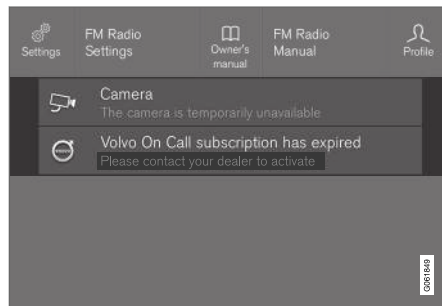 Settings
FM Radio
Settings
Owner's
manual
FM Radio
Manual
Profile
Camera
The camera is temporarily unavailable
Volvo On Call subscription has expired
Please contact your dealer to activate
G061849